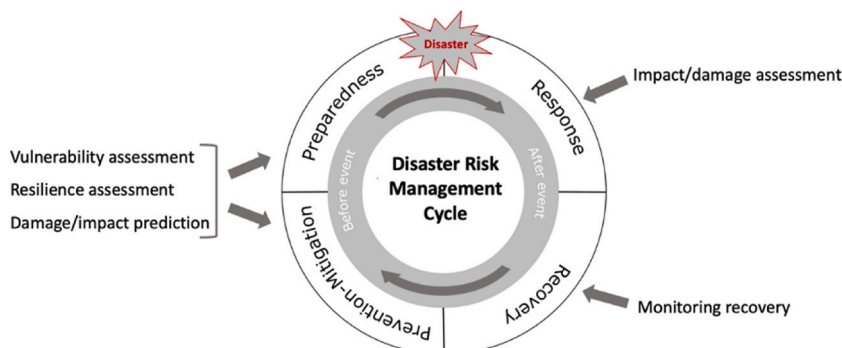 Disaster
Preparedness
Response
Impact/damage assessment
Vulnerability assessment
Resilience assessment
Damage/impact prediction
Before event
After event
Disaster Risk
Management
Cycle
Prevention-Mitigation
Recovery
Monitoring recovery